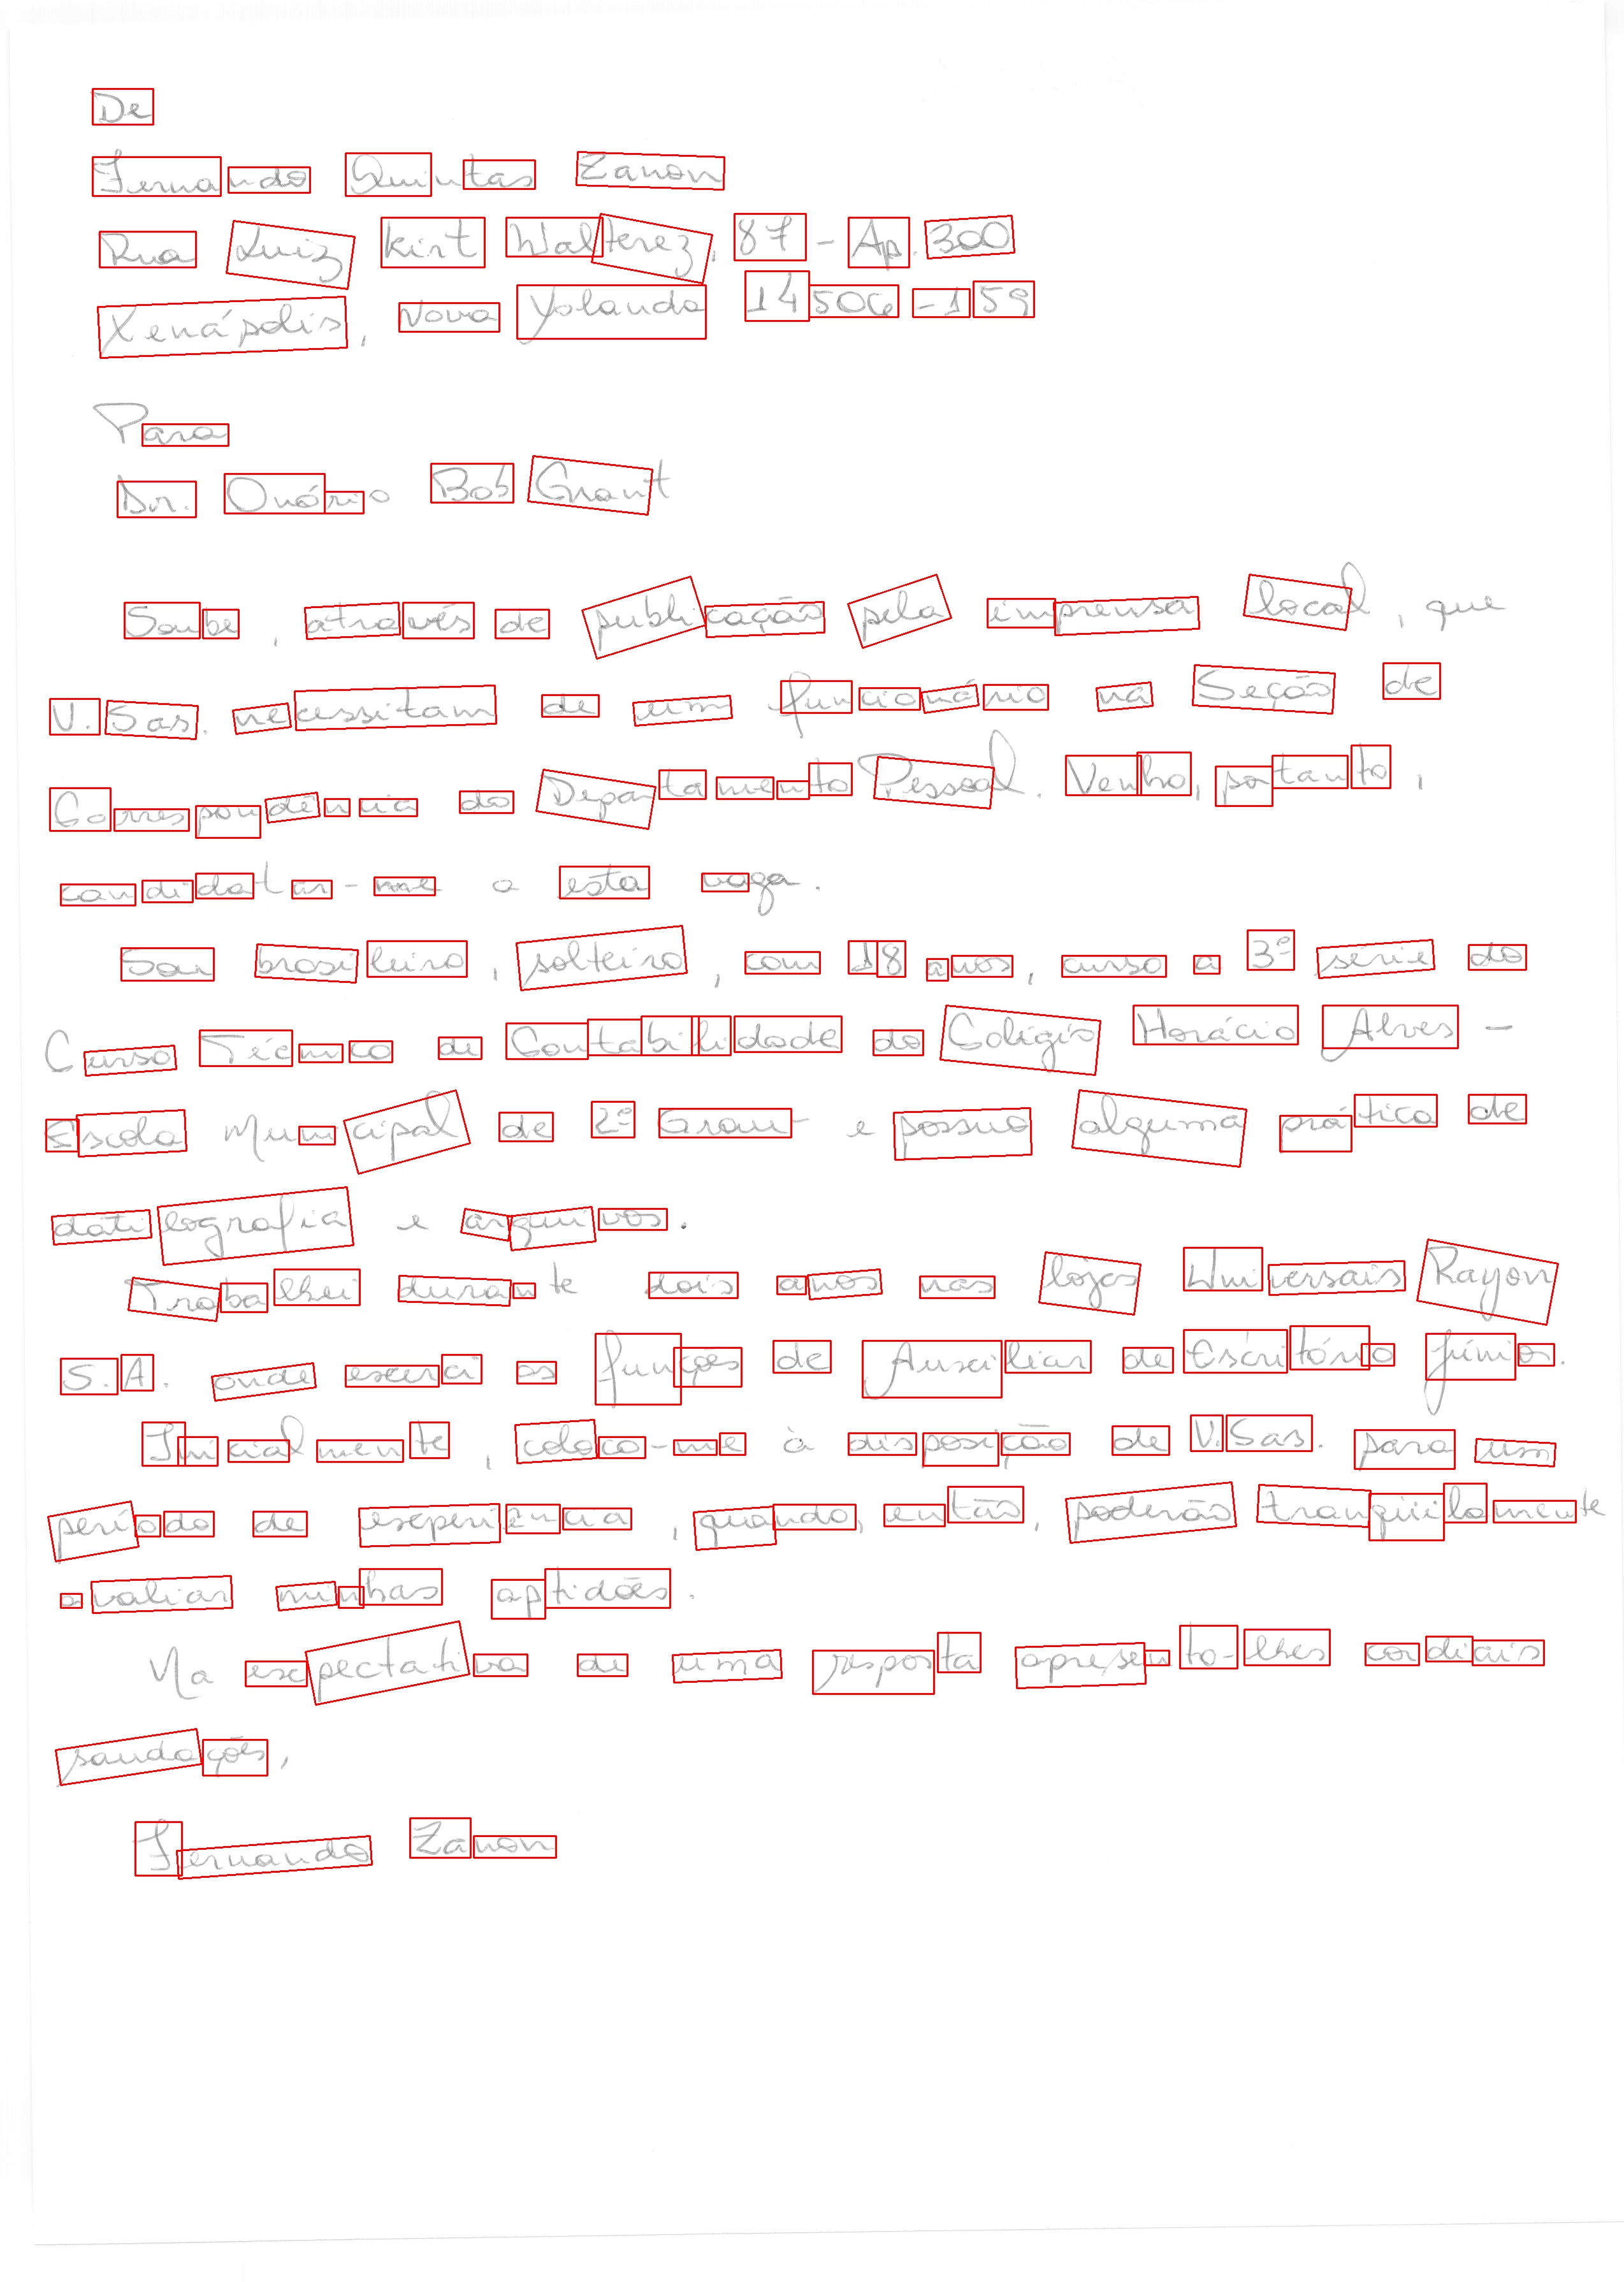 De
Fernando Quintas Zanon
Rua Luiz Kirt Walterez, 87 - Ap. 300
Xenápolis, Nova Yolanda 14506-159
Para
Dr. Onório Bob Grant
Soube, através de publicação pela imprensa local, que
V. Sas. necessitam de um funcionário na Seção de
Correspondência do Departamento Pessoal. Venho, portanto,
candidatar-me a esta vaga.
Sou brasileiro, solteiro, com 18 anos, curso a 3ª série do
Curso Técnico de Contabilidade do Colégio Horácio Alves -
Escola Municipal de 2º Grau - e possuo alguma prática de
datilografia e arquivos.
Trabalhei durante dois anos nas lojas Universais Rayon
S.A. onde exerci as funções de Auxiliar de Escritório Júnior.
Inicialmente, coloco-me à disposição de V.Sas. para um
período de experiência, quando, então, poderão tranqüilamente
avaliar minhas aptidões.
Na expectativa de uma resposta apresento-lhes cordiais
saudações,
Fernando Zanon